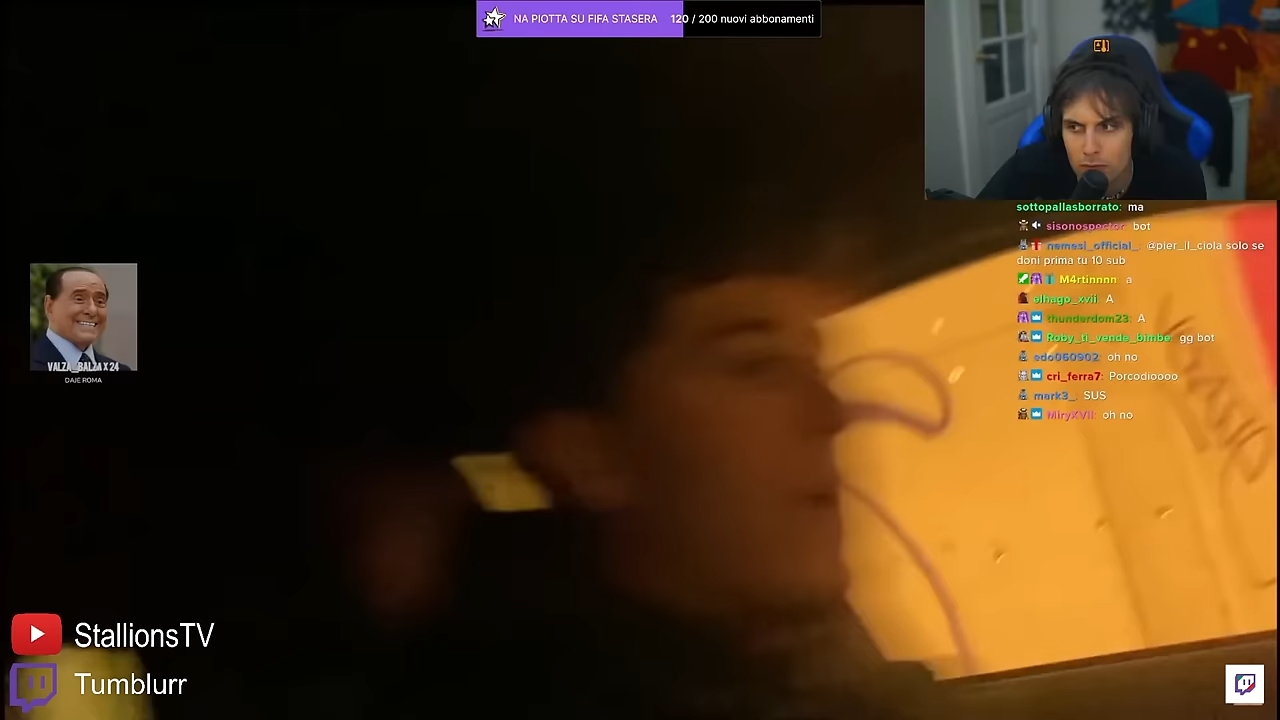 NA PIOTTA SU FIFA STASERA 120 / 200 nuovi abbonamenti
sottopallasborrato: ma
sisonospector bot
nemesi_official_: @pier_il_ciola solo se
doni prima tu 10 sub
M4rtinnnn: a
elhago_xvii: A
thunderdom23: A
Roby_ti_vende_bimbe: gg bot
edo060902: oh no
cri_ferra7: Porcodioooo
mark3_: SUS
MiryXVII: oh no
VALZA_BALZA X 24
DAJE ROMA
StallionsTV
Tumblurr